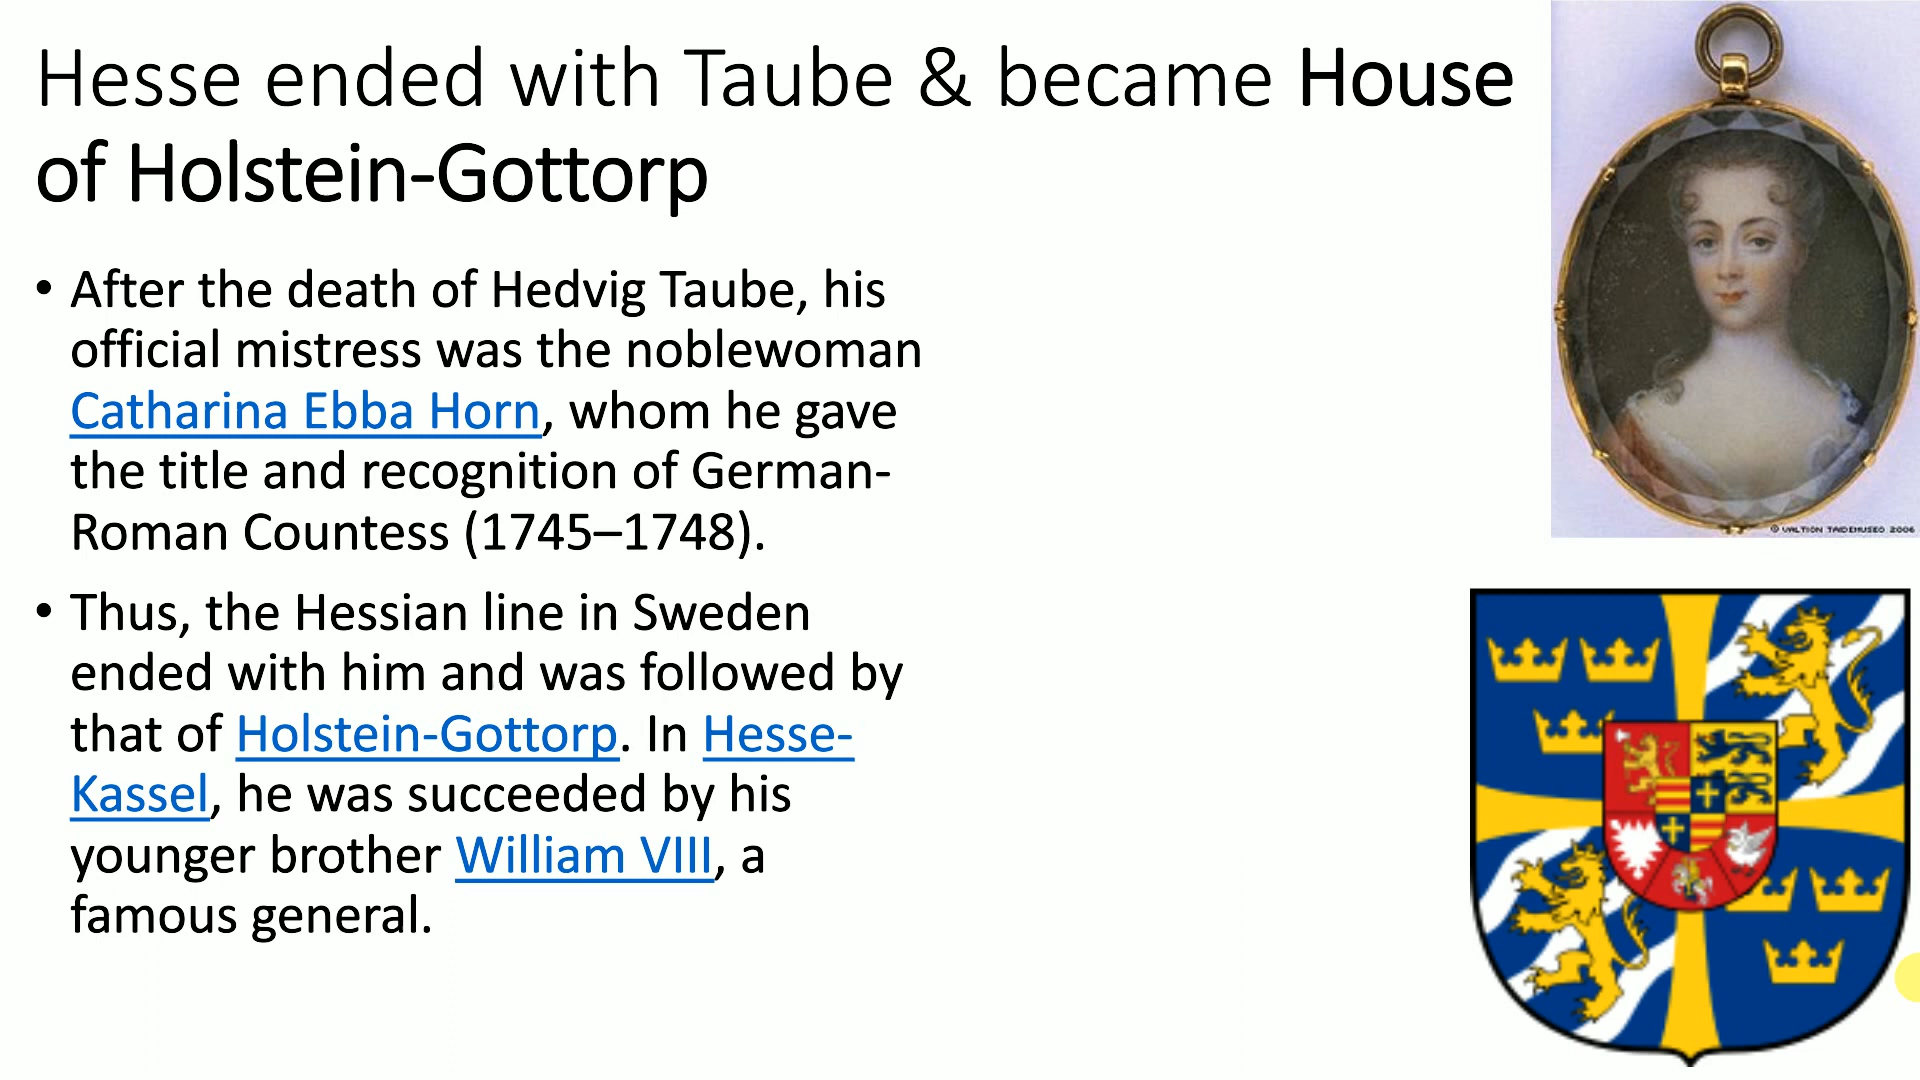 Hesse ended with Taube & became House
of Holstein-Gottorp
• After the death of Hedvig Taube, his
official mistress was the noblewoman
Catharina Ebba Horn, whom he gave
the title and recognition of German-
Roman Countess (1745–1748).
• Thus, the Hessian line in Sweden
ended with him and was followed by
that of Holstein-Gottorp. In Hesse-
Kassel, he was succeeded by his
younger brother William VIII, a
famous general.
© VALTION TAIDEMUSEO 2006